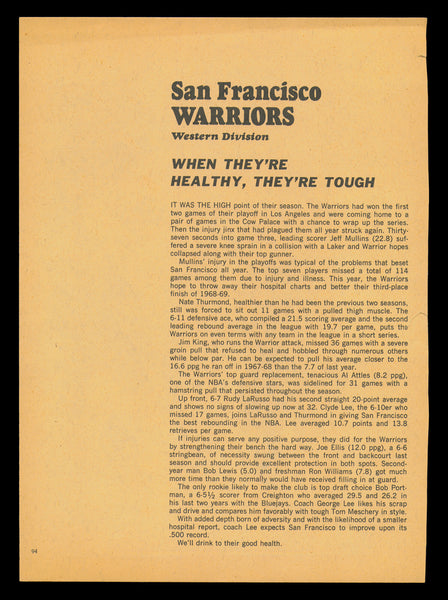 San Francisco
WARRIORS
Western Division
WHEN THEY'RE
HEALTHY, THEY'RE TOUGH
IT WAS THE HIGH point of their season. The Warriors had won the first
two games of their playoff in Los Angeles and were coming home to a
pair of games in the Cow Palace with a chance to wrap up the series.
Then the injury jinx that had plagued them all year struck again. Thirty-
seven seconds into game three, leading scorer Jeff Mullins (22.8) suf-
fered a severe knee sprain in a collision with a Laker and Warrior hopes
collapsed along with their top gunner.
Mullins' injury in the playoffs was typical of the problems that beset
San Francisco all year. The top seven players missed a total of 114
games among them due to injury and illness. This year, the Warriors
hope to throw away their hospital charts and better their third-place
finish of 1968-69.
Nate Thurmond, healthier than he had been the previous two seasons,
still was forced to sit out 11 games with a pulled thigh muscle. The
6-11 defensive ace, who compiled a 21.5 scoring average and the second
leading rebound average in the league with 19.7 per game, puts the
Warriors on even terms with any team in the league in a short series.
Jim King, who runs the Warrior attack, missed 36 games with a severe
groin pull that refused to heal and hobbled through numerous others
while below par. He can be expected to pull his average closer to the
16.6 ppg he ran off in 1967-68 than the 7.7 of last year.
The Warriors' top guard replacement, tenacious Al Attles (8.2 ppg),
one of the NBA's defensive stars, was sidelined for 31 games with a
hamstring pull that persisted throughout the season.
Up front, 6-7 Rudy LaRusso had his second straight 20-point average
and shows no signs of slowing up now at 32. Clyde Lee, the 6-10er who
missed 17 games, joins LaRusso and Thurmond in giving San Francisco
the best rebounding in the NBA. Lee averaged 10.7 points and 13.8
retrieves per game.
If injuries can serve any positive purpose, they did for the Warriors
by strengthening their bench the hard way. Joe Ellis (12.0 ppg), a 6-6
stringbean, of necessity swung between the front and backcourt last
season and should provide excellent protection in both spots. Second-
year man Bob Lewis (5.0) and freshman Ron Williams (7.8) got much
more time than they normally would have received filling in at guard.
The only rookie likely to make the club is top draft choice Bob Port-
man, a 6-5½ scorer from Creighton who averaged 29.5 and 26.2 in
his last two years with the Bluejays. Coach George Lee likes his scrap
and drive and compares him favorably with tough Tom Meschery in style.
With added depth born of adversity and with the likelihood of a smaller
hospital report, coach Lee expects San Francisco to improve upon its
.500 record.
We'll drink to their good health.
94